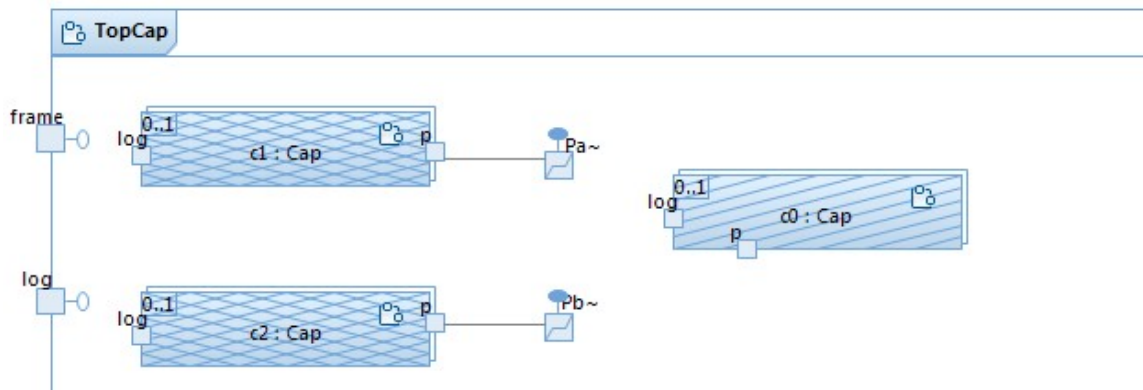 TopCap
frame
log
0..1
c1 : Cap
p
Pa~
log
0..1
c0 : Cap
p
log
log
0..1
c2 : Cap
p
Pb~